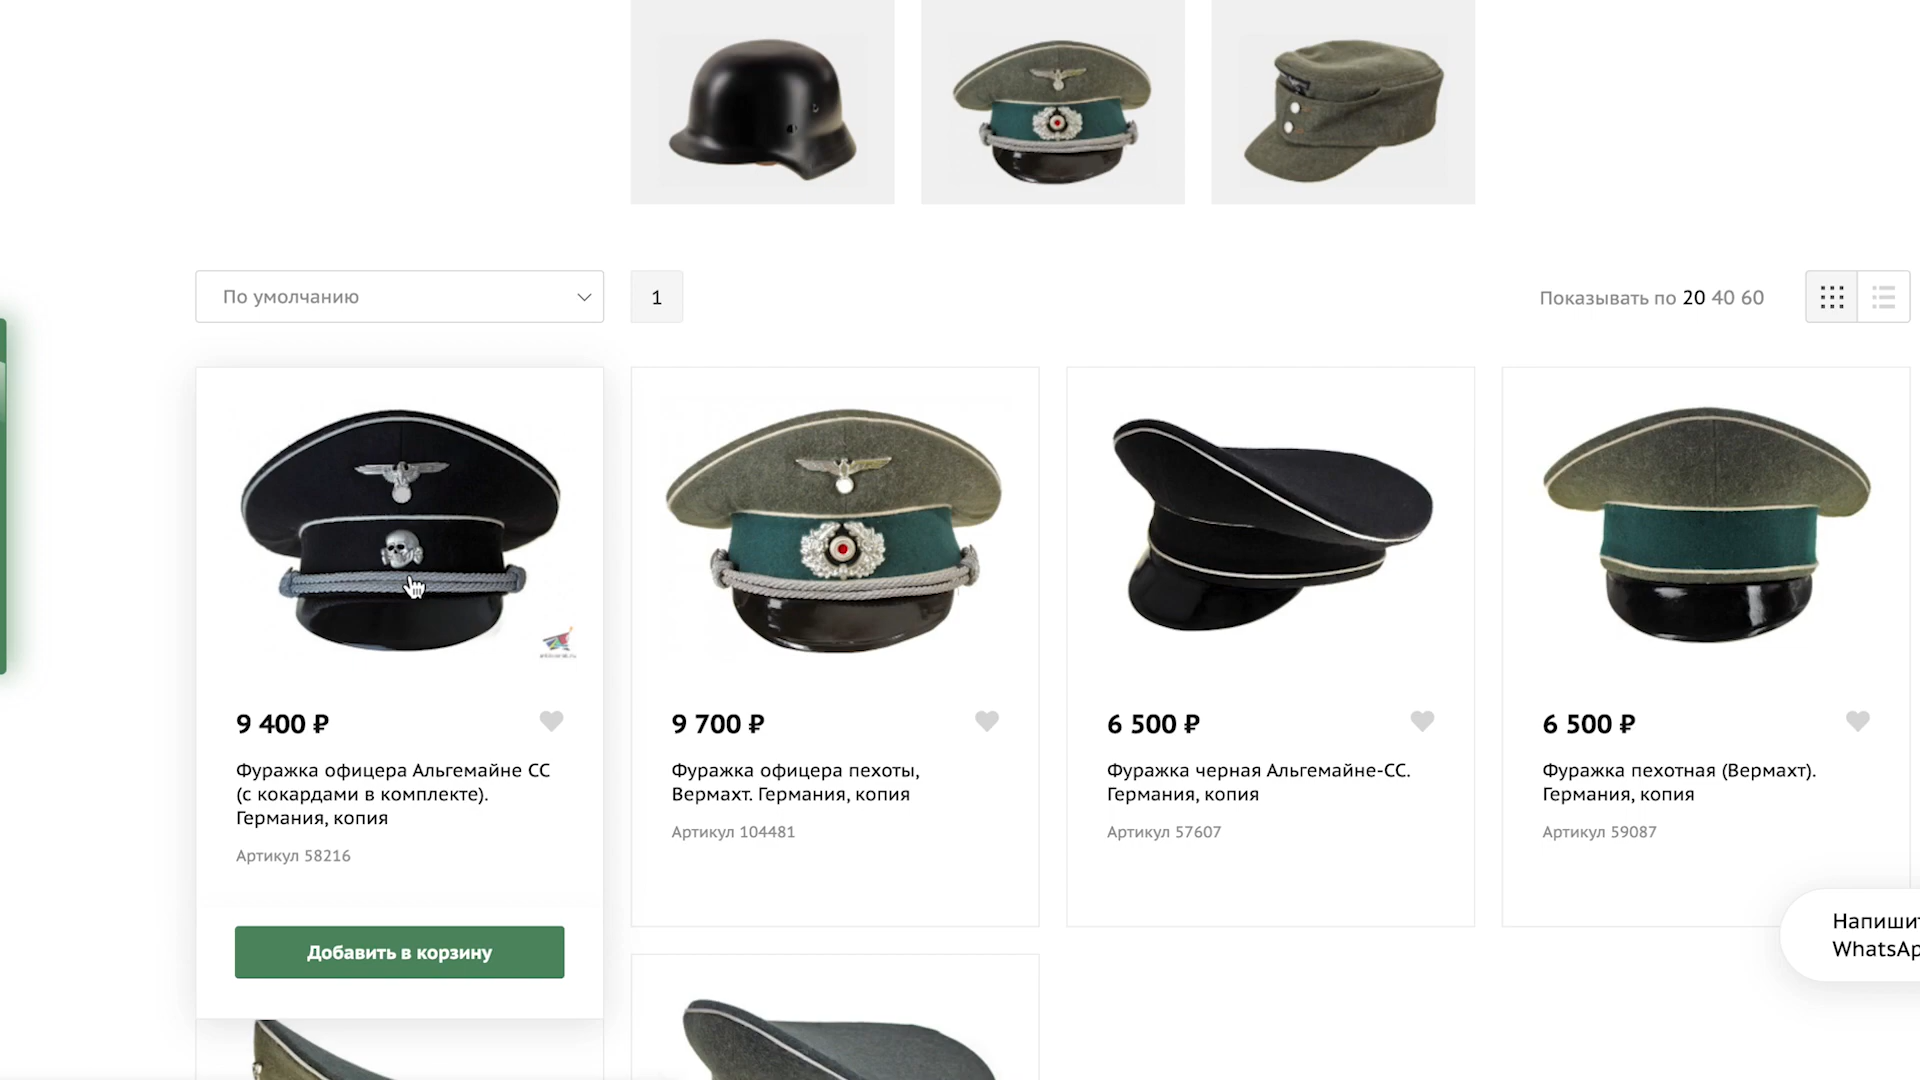 По умолчанию
1
Показывать по 20 40 60
9 400 ₽
Фуражка офицера Альгемайне СС
(с кокардами в комплекте).
Германия, копия
Артикул 58216
Добавить в корзину
9 700 ₽
Фуражка офицера пехоты,
Вермахт. Германия, копия
Артикул 104481
6 500 ₽
Фуражка черная Альгемайне-СС.
Германия, копия
Артикул 57607
6 500 ₽
Фуражка пехотная (Вермахт).
Германия, копия
Артикул 59087
Напишит
WhatsAp